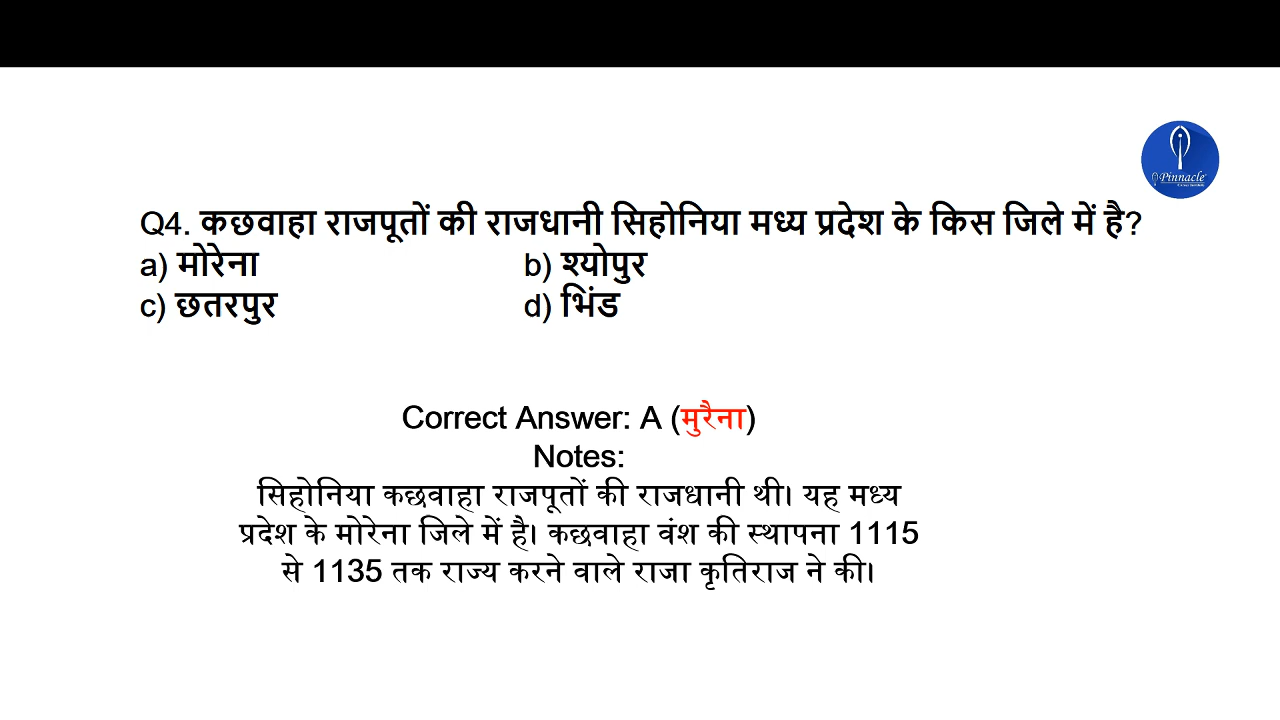 Pinnacle
Q4. कछवाहा राजपूतों की राजधानी सिहोनिया मध्य प्रदेश के किस जिले में है?
a) मोरेना b) श्योपुर
c) छतरपुर d) भिंड
Correct Answer: A (मुरैना)
Notes:
सिहोनिया कछवाहा राजपूतों की राजधानी थी। यह मध्य
प्रदेश के मोरेना जिले में है। कछवाहा वंश की स्थापना 1115
से 1135 तक राज्य करने वाले राजा कृतिराज ने की।